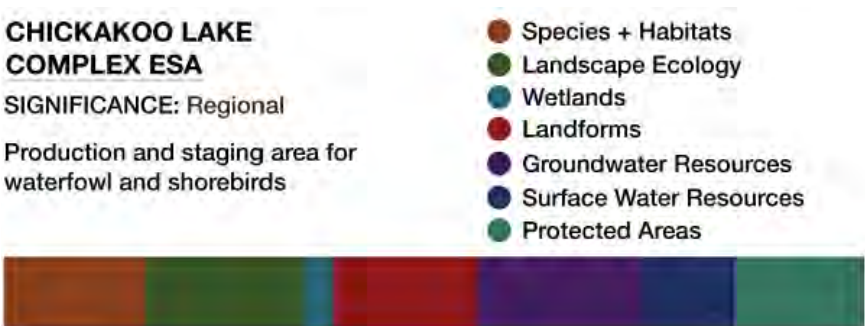 CHICKAKOO LAKE
COMPLEX ESA
SIGNIFICANCE: Regional
Production and staging area for
waterfowl and shorebirds
Species + Habitats
Landscape Ecology
Wetlands
Landforms
Groundwater Resources
Surface Water Resources
Protected Areas